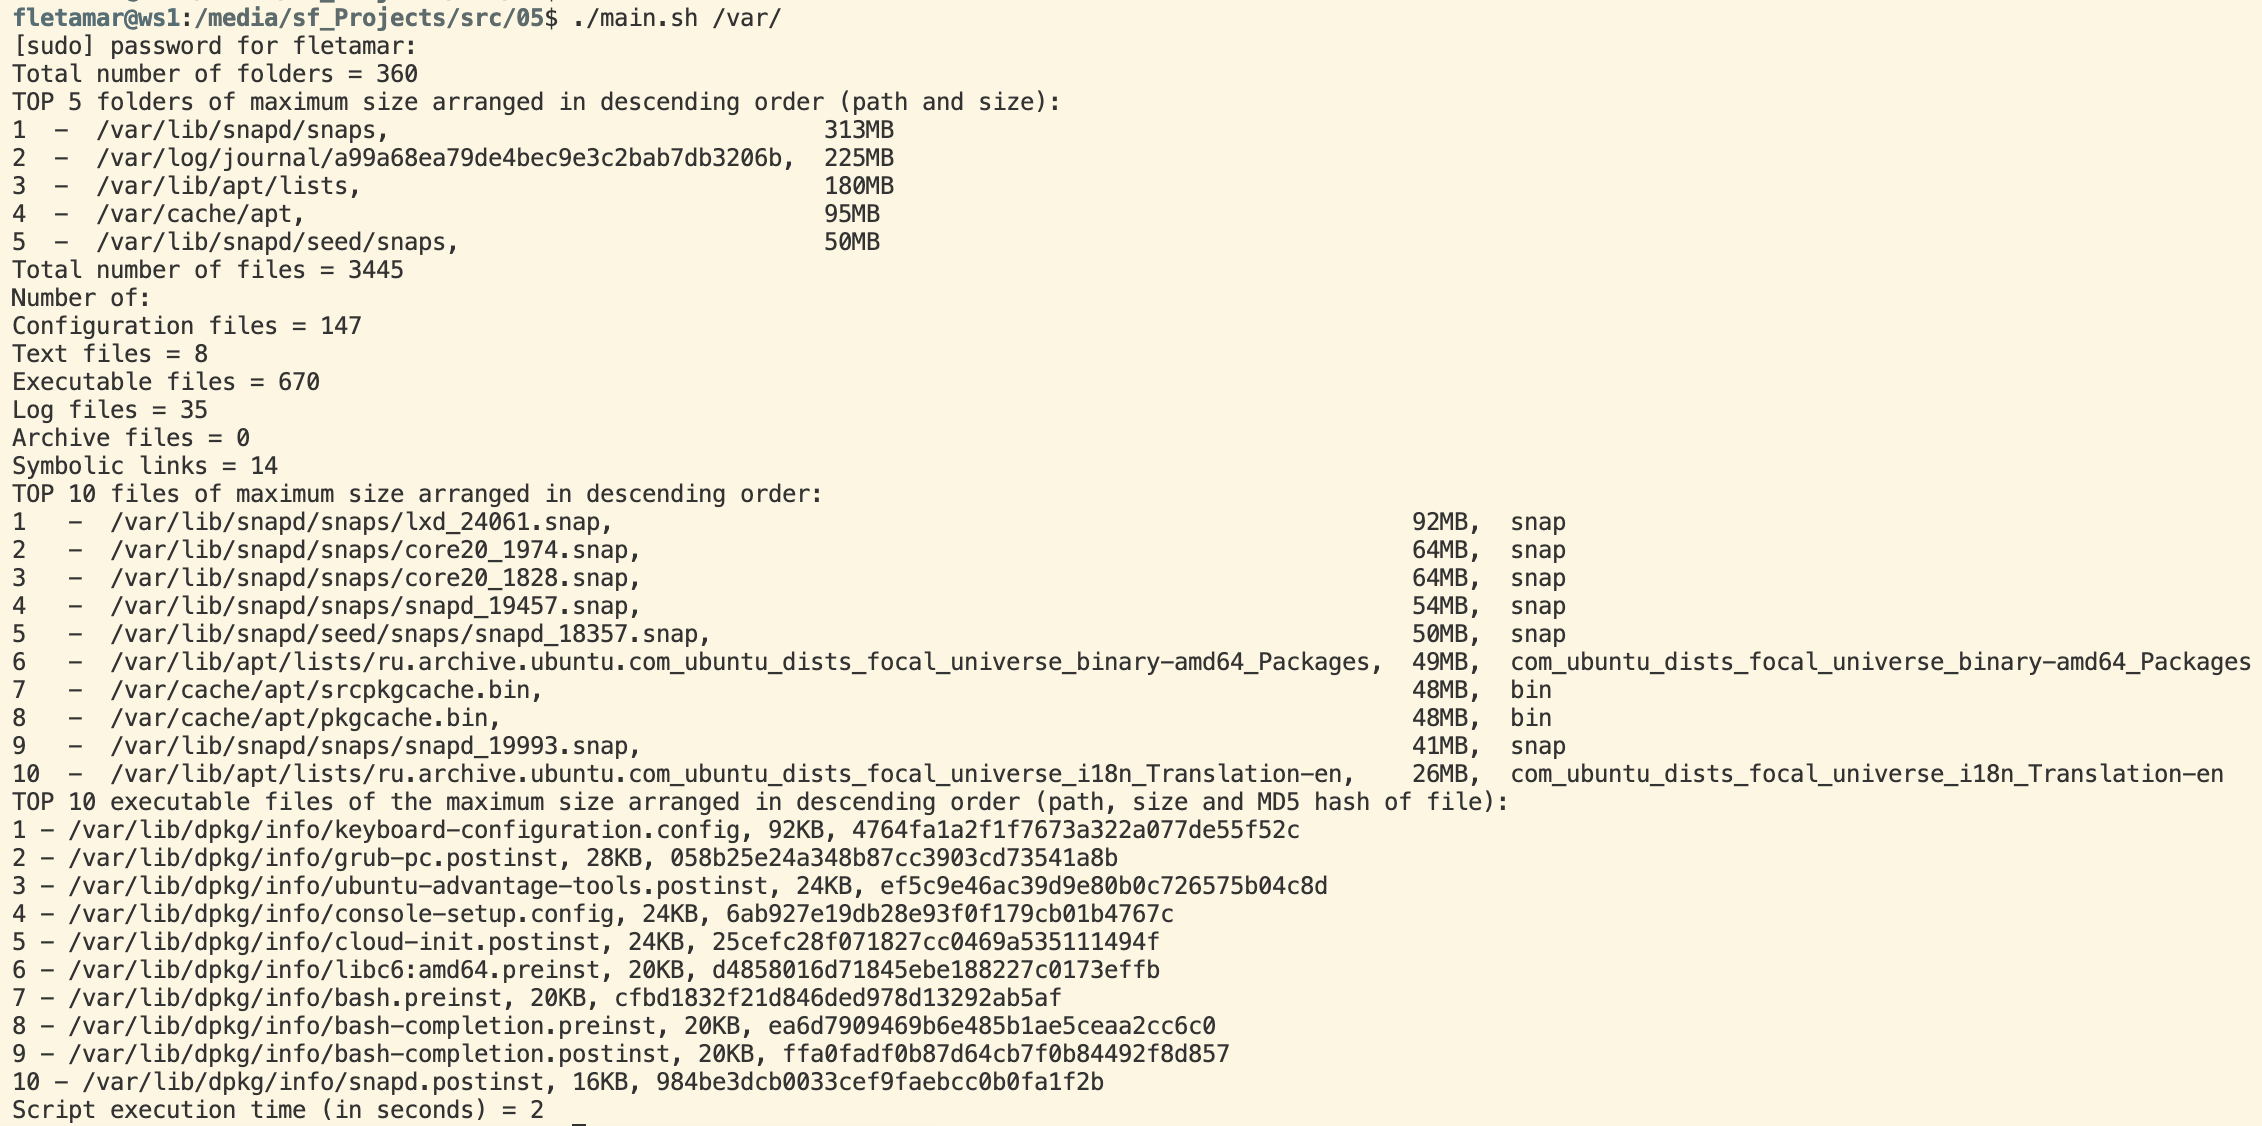 fletamar@ws1:/media/sf_Projects/src/05$ ./main.sh /var/
[sudo] password for fletamar:
Total number of folders = 360
TOP 5 folders of maximum size arranged in descending order (path and size):
1  -  /var/lib/snapd/snaps,                               313MB
2  -  /var/log/journal/a99a68ea79de4bec9e3c2bab7db3206b,  225MB
3  -  /var/lib/apt/lists,                                 180MB
4  -  /var/cache/apt,                                     95MB
5  -  /var/lib/snapd/seed/snaps,                          50MB
Total number of files = 3445
Number of:
Configuration files = 147
Text files = 8
Executable files = 670
Log files = 35
Archive files = 0
Symbolic links = 14
TOP 10 files of maximum size arranged in descending order:
1   -  /var/lib/snapd/snaps/lxd_24061.snap,                                                         92MB,  snap
2   -  /var/lib/snapd/snaps/core20_1974.snap,                                                       64MB,  snap
3   -  /var/lib/snapd/snaps/core20_1828.snap,                                                       64MB,  snap
4   -  /var/lib/snapd/snaps/snapd_19457.snap,                                                       54MB,  snap
5   -  /var/lib/snapd/seed/snaps/snapd_18357.snap,                                                  50MB,  snap
6   -  /var/lib/apt/lists/ru.archive.ubuntu.com_ubuntu_dists_focal_universe_binary-amd64_Packages,  49MB,  com_ubuntu_dists_focal_universe_binary-amd64_Packages
7   -  /var/cache/apt/srcpkgcache.bin,                                                              48MB,  bin
8   -  /var/cache/apt/pkgcache.bin,                                                                 48MB,  bin
9   -  /var/lib/snapd/snaps/snapd_19993.snap,                                                       41MB,  snap
10  -  /var/lib/apt/lists/ru.archive.ubuntu.com_ubuntu_dists_focal_universe_i18n_Translation-en,    26MB,  com_ubuntu_dists_focal_universe_i18n_Translation-en
TOP 10 executable files of the maximum size arranged in descending order (path, size and MD5 hash of file):
1 - /var/lib/dpkg/info/keyboard-configuration.config, 92KB, 4764fa1a2f1f7673a322a077de55f52c
2 - /var/lib/dpkg/info/grub-pc.postinst, 28KB, 058b25e24a348b87cc3903cd73541a8b
3 - /var/lib/dpkg/info/ubuntu-advantage-tools.postinst, 24KB, ef5c9e46ac39d9e80b0c726575b04c8d
4 - /var/lib/dpkg/info/console-setup.config, 24KB, 6ab927e19db28e93f0f179cb01b4767c
5 - /var/lib/dpkg/info/cloud-init.postinst, 24KB, 25cefc28f071827cc0469a535111494f
6 - /var/lib/dpkg/info/libc6:amd64.preinst, 20KB, d4858016d71845ebe188227c0173effb
7 - /var/lib/dpkg/info/bash.preinst, 20KB, cfbd1832f21d846ded978d13292ab5af
8 - /var/lib/dpkg/info/bash-completion.preinst, 20KB, ea6d7909469b6e485b1ae5ceaa2cc6c0
9 - /var/lib/dpkg/info/bash-completion.postinst, 20KB, ffa0fadf0b87d64cb7f0b84492f8d857
10 - /var/lib/dpkg/info/snapd.postinst, 16KB, 984be3dcb0033cef9faebcc0b0fa1f2b
Script execution time (in seconds) = 2